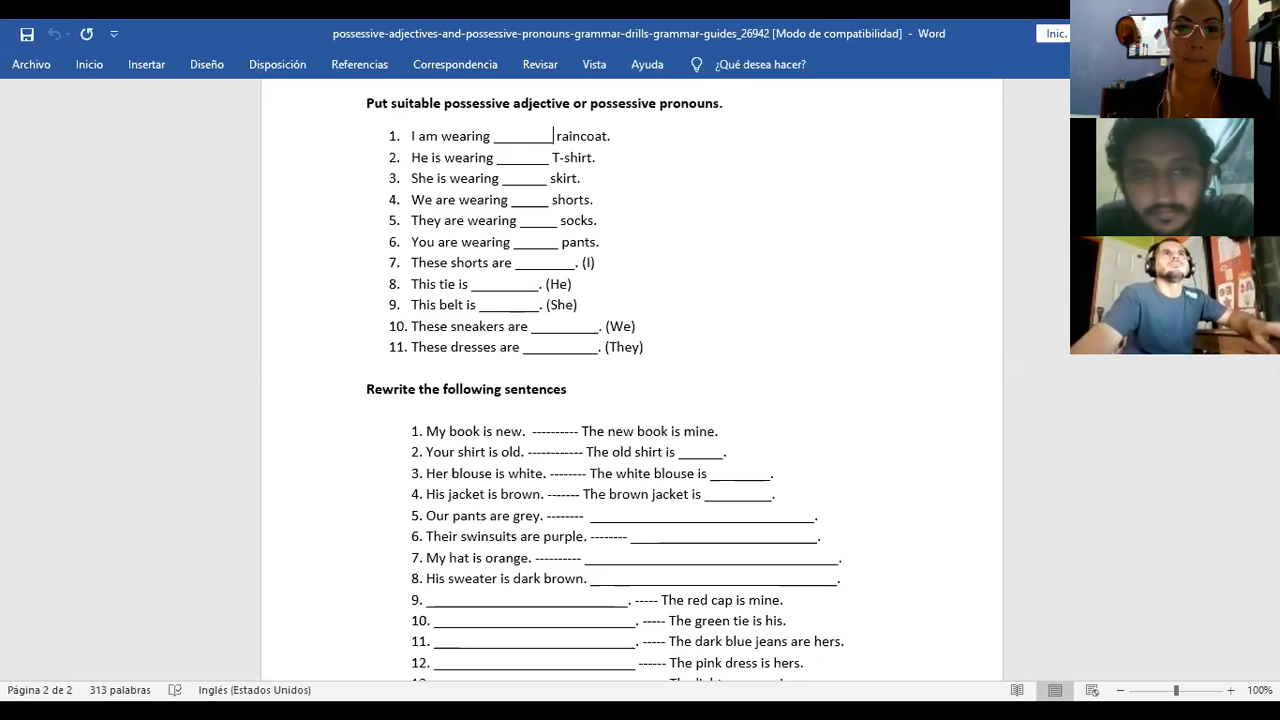 possessive-adjectives-and-possessive-pronouns-grammar-drills-grammar-guides_26942 [Modo de compatibilidad] - Word
Inic.
Archivo Inicio Insertar Diseño Disposición Referencias Correspondencia Revisar Vista Ayuda ¿Qué desea hacer?
Put suitable possessive adjective or possessive pronouns.
1. I am wearing ________ raincoat.
2. He is wearing _______ T-shirt.
3. She is wearing ______ skirt.
4. We are wearing _____ shorts.
5. They are wearing _____ socks.
6. You are wearing ______ pants.
7. These shorts are ________. (I)
8. This tie is _________. (He)
9. This belt is ________. (She)
10. These sneakers are _________. (We)
11. These dresses are __________. (They)
Rewrite the following sentences
1. My book is new. ---------- The new book is mine.
2. Your shirt is old. ------------ The old shirt is ______.
3. Her blouse is white. -------- The white blouse is ________.
4. His jacket is brown. ------- The brown jacket is _________.
5. Our pants are grey. -------- ______________________________.
6. Their swinsuits are purple. -------- _________________________.
7. My hat is orange. ---------- __________________________________.
8. His sweater is dark brown. _________________________________.
9. ___________________________. ----- The red cap is mine.
10. ___________________________. ----- The green tie is his.
11. ___________________________. ----- The dark blue jeans are hers.
12. ___________________________ ------ The pink dress is hers.
Página 2 de 2 313 palabras Inglés (Estados Unidos) 100%